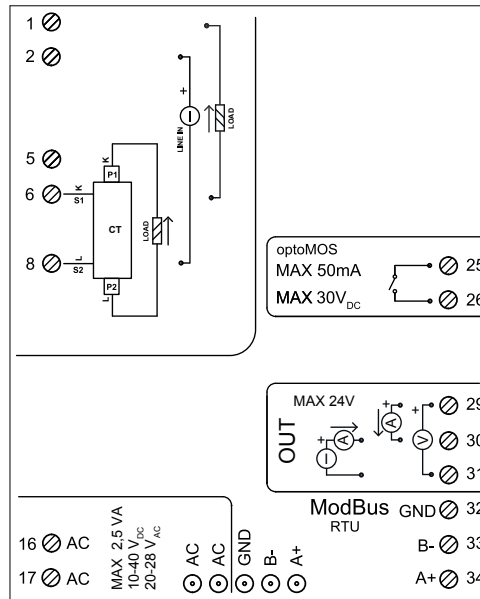 1
2
+
LINE IN
LOAD
5
K
P1
6
K
S1
CT
LOAD
8
L
S2
P2
L
optoMOS
MAX 50mA
MAX 30VDC
25
26
MAX 24V
OUT
+
A
+
A
+
V
29
30
31
ModBus
RTU
GND 32
B- 33
A+ 34
16 AC
17 AC
MAX 2,5 VA
10-40 VDC
20-28 VAC
AC
AC
GND
B-
A+